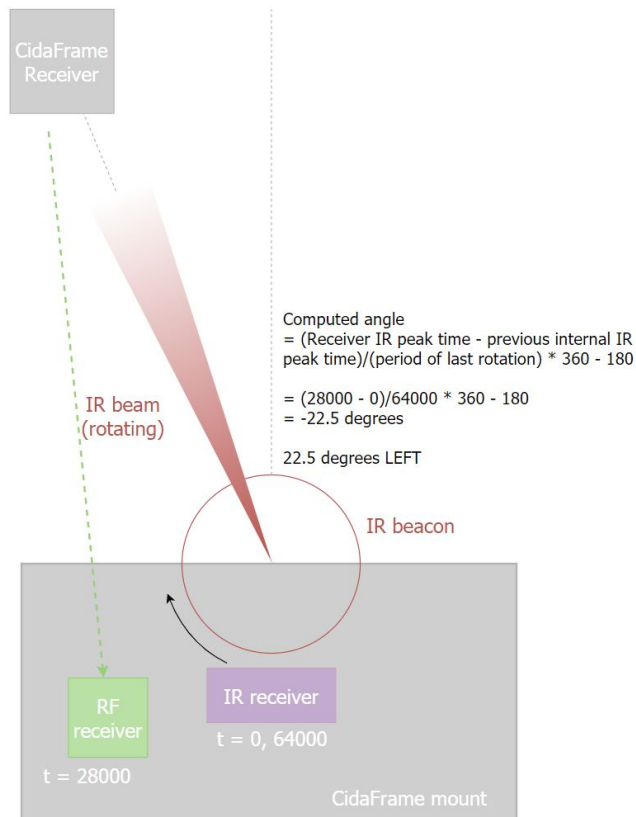 CidaFrame
Receiver
Computed angle
= (Receiver IR peak time - previous internal IR
peak time)/(period of last rotation) * 360 - 180
= (28000 - 0)/64000 * 360 - 180
= -22.5 degrees
22.5 degrees LEFT
IR beam
(rotating)
IR beacon
IR receiver
t = 0, 64000
RF
receiver
t = 28000
CidaFrame mount